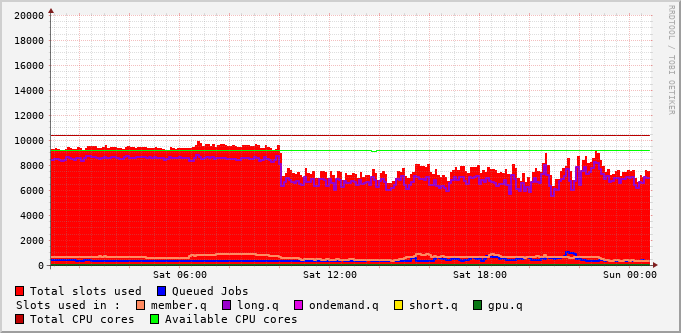 20000
18000
16000
14000
12000
10000
8000
6000
4000
2000
0
Sat 06:00 Sat 12:00 Sat 18:00 Sun 00:00
RRDTOOL / TOBI OETIKER
Total slots used Queued Jobs
Slots used in : member.q long.q ondemand.q short.q gpu.q
Total CPU cores Available CPU cores